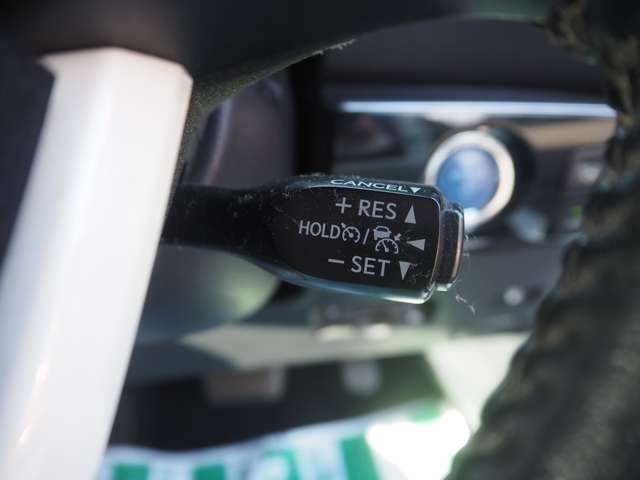 CANCEL▼
+ RES ▲
HOLD / ◀
− SET ▼